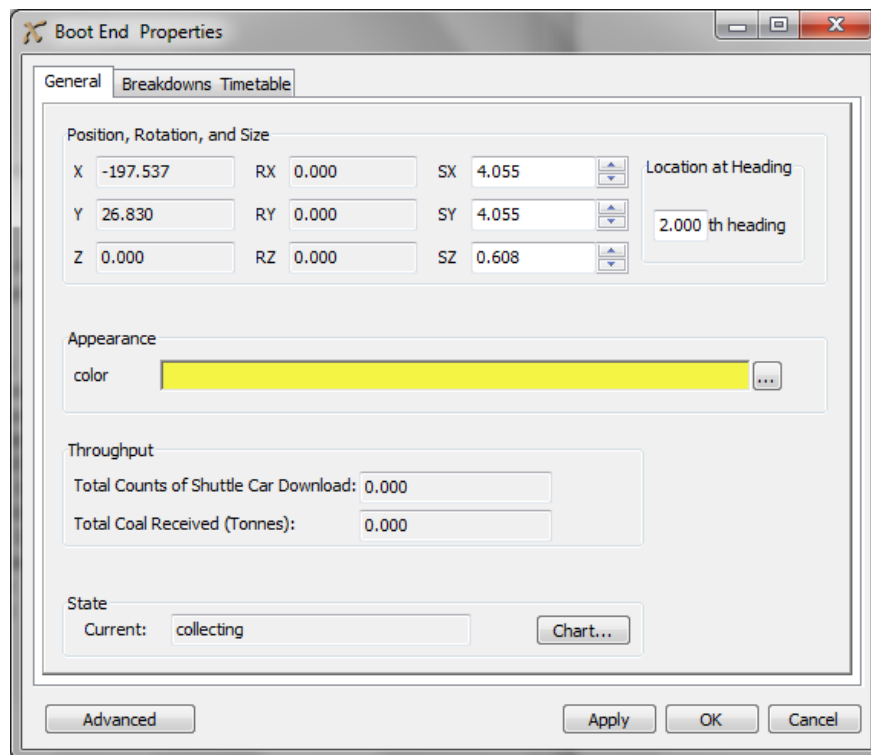 Boot End  Properties
General Breakdowns Timetable
Position, Rotation, and Size
X -197.537 RX 0.000 SX 4.055
Location at Heading
Y 26.830 RY 0.000 SY 4.055
2.000 th heading
Z 0.000 RZ 0.000 SZ 0.608
Appearance
color ...
Throughput
Total Counts of Shuttle Car Download: 0.000
Total Coal Received (Tonnes): 0.000
State
Current: collecting Chart...
Advanced Apply OK Cancel